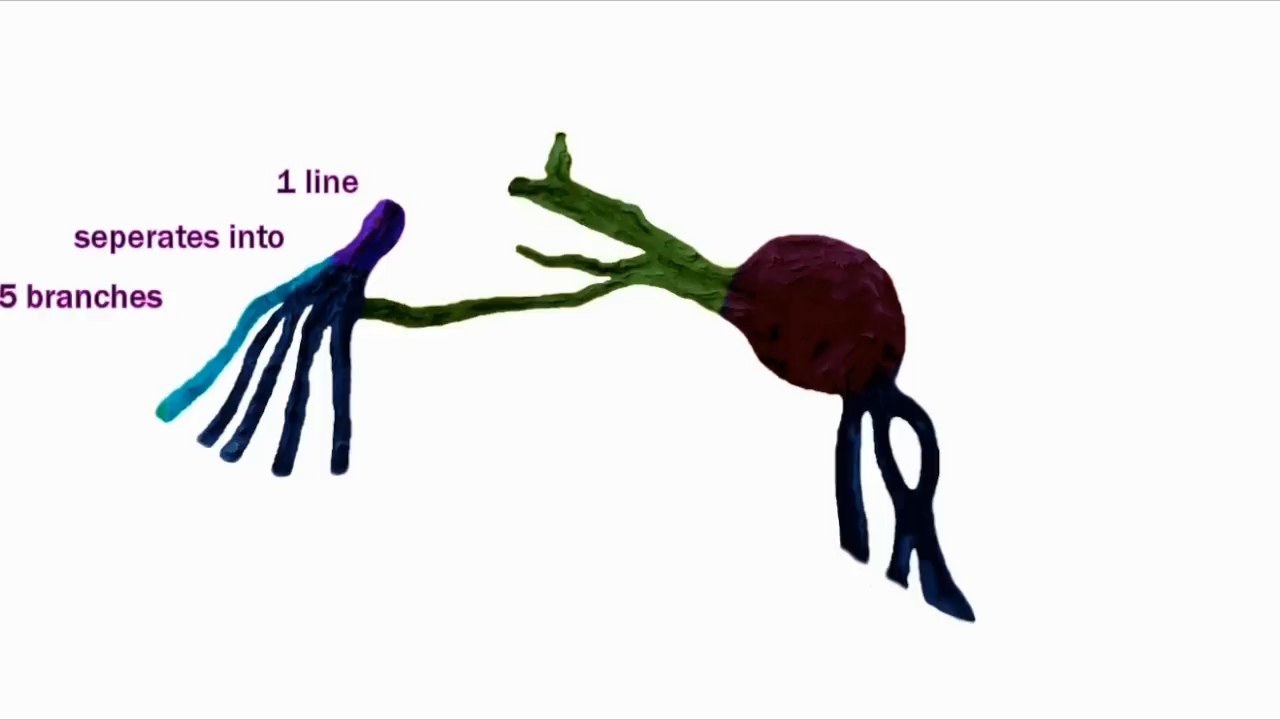 1 line
seperates into
5 branches